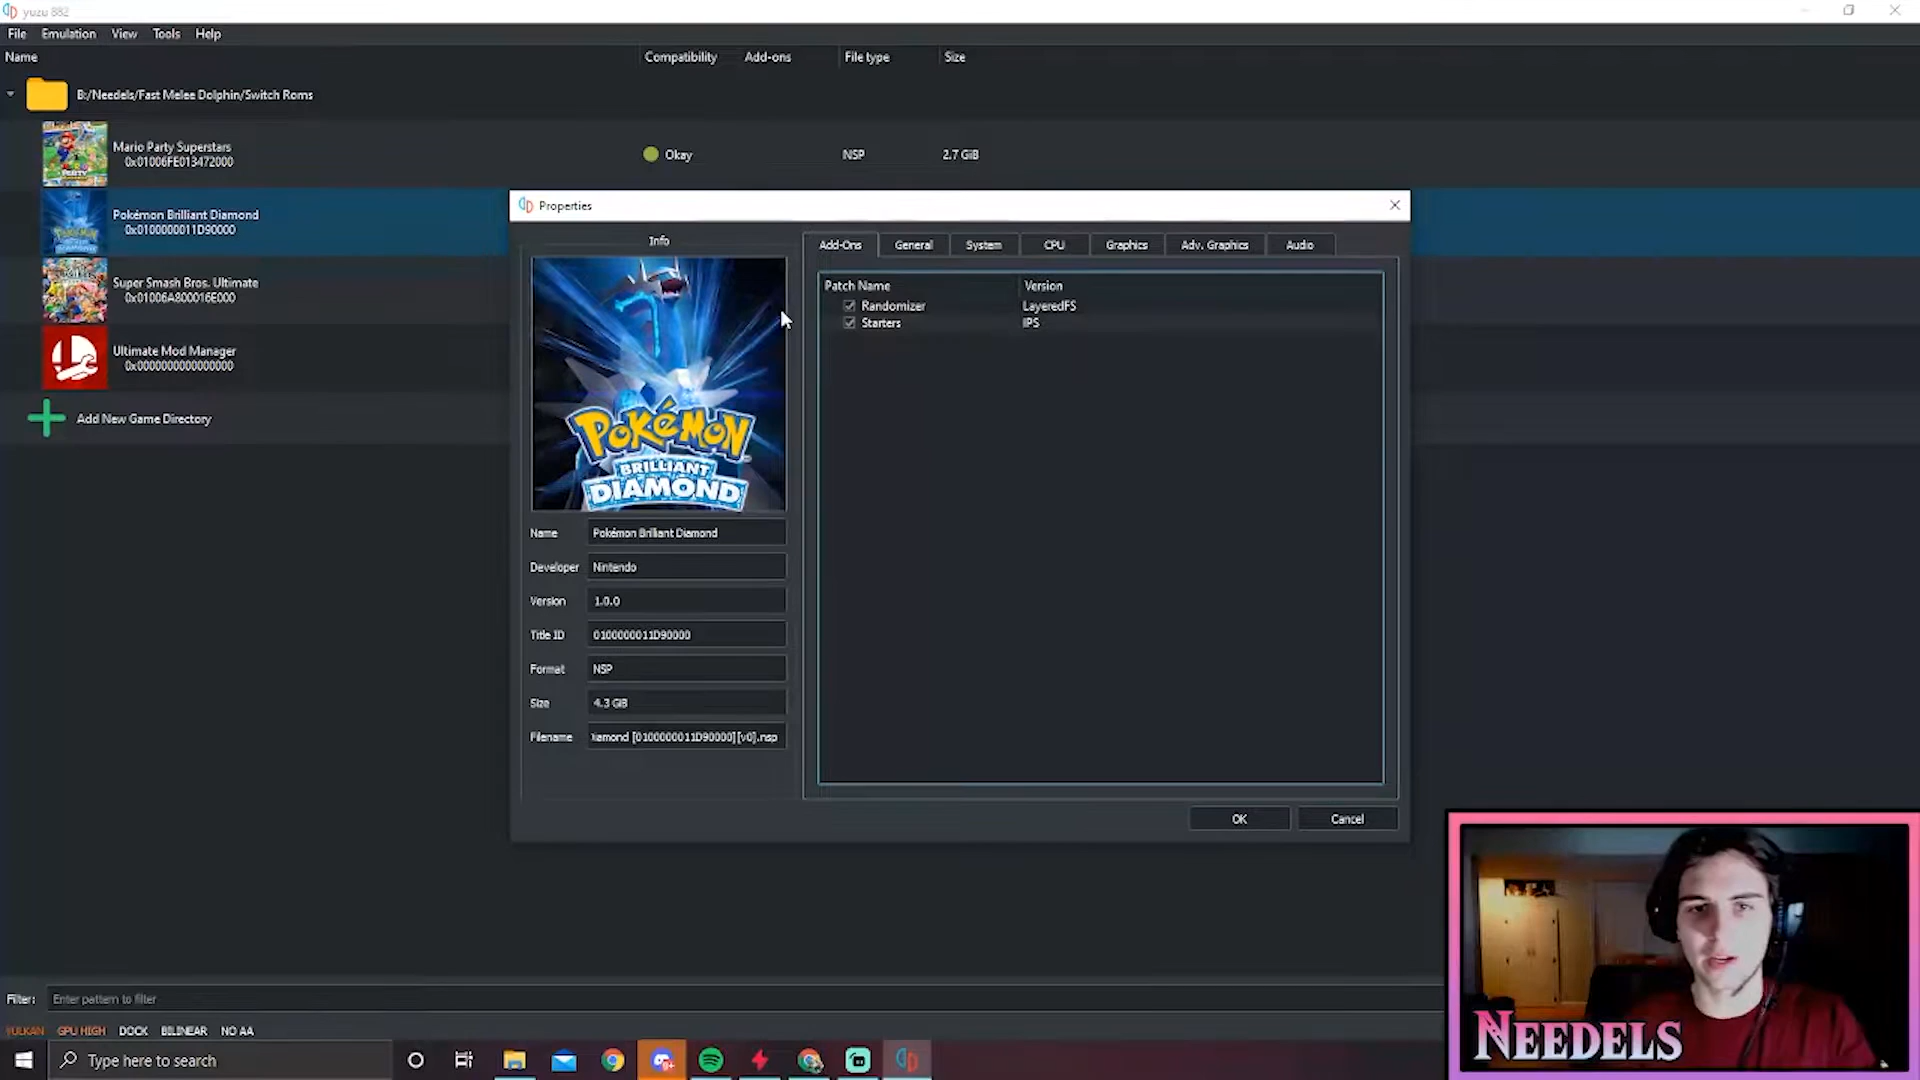 yuzu 882
File Emulation View Tools Help
Name Compatibility Add-ons File type Size
B:/Needels/Fast Melee Dolphin/Switch Roms
Mario Party Superstars
0x01006FE013472000
Okay NSP 2.7 GiB
Pokémon Brilliant Diamond
0x0100000011D90000
Super Smash Bros. Ultimate
0x01006A800016E000
Ultimate Mod Manager
0x0000000000000000
Add New Game Directory
Properties
Info
POKÉMON
BRILLIANT
DIAMOND
Name Pokémon Brilliant Diamond
Developer Nintendo
Version 1.0.0
Title ID 0100000011D90000
Format NSP
Size 4.3 GiB
Filename iamond [0100000011D90000][v0].nsp
Add-Ons General System CPU Graphics Adv. Graphics Audio
Patch Name Version
Randomizer LayeredFS
Starters IPS
OK Cancel
Filter: Enter pattern to filter
VULKAN GPU HIGH DOCK BILINEAR NO AA
Type here to search
NEEDELS